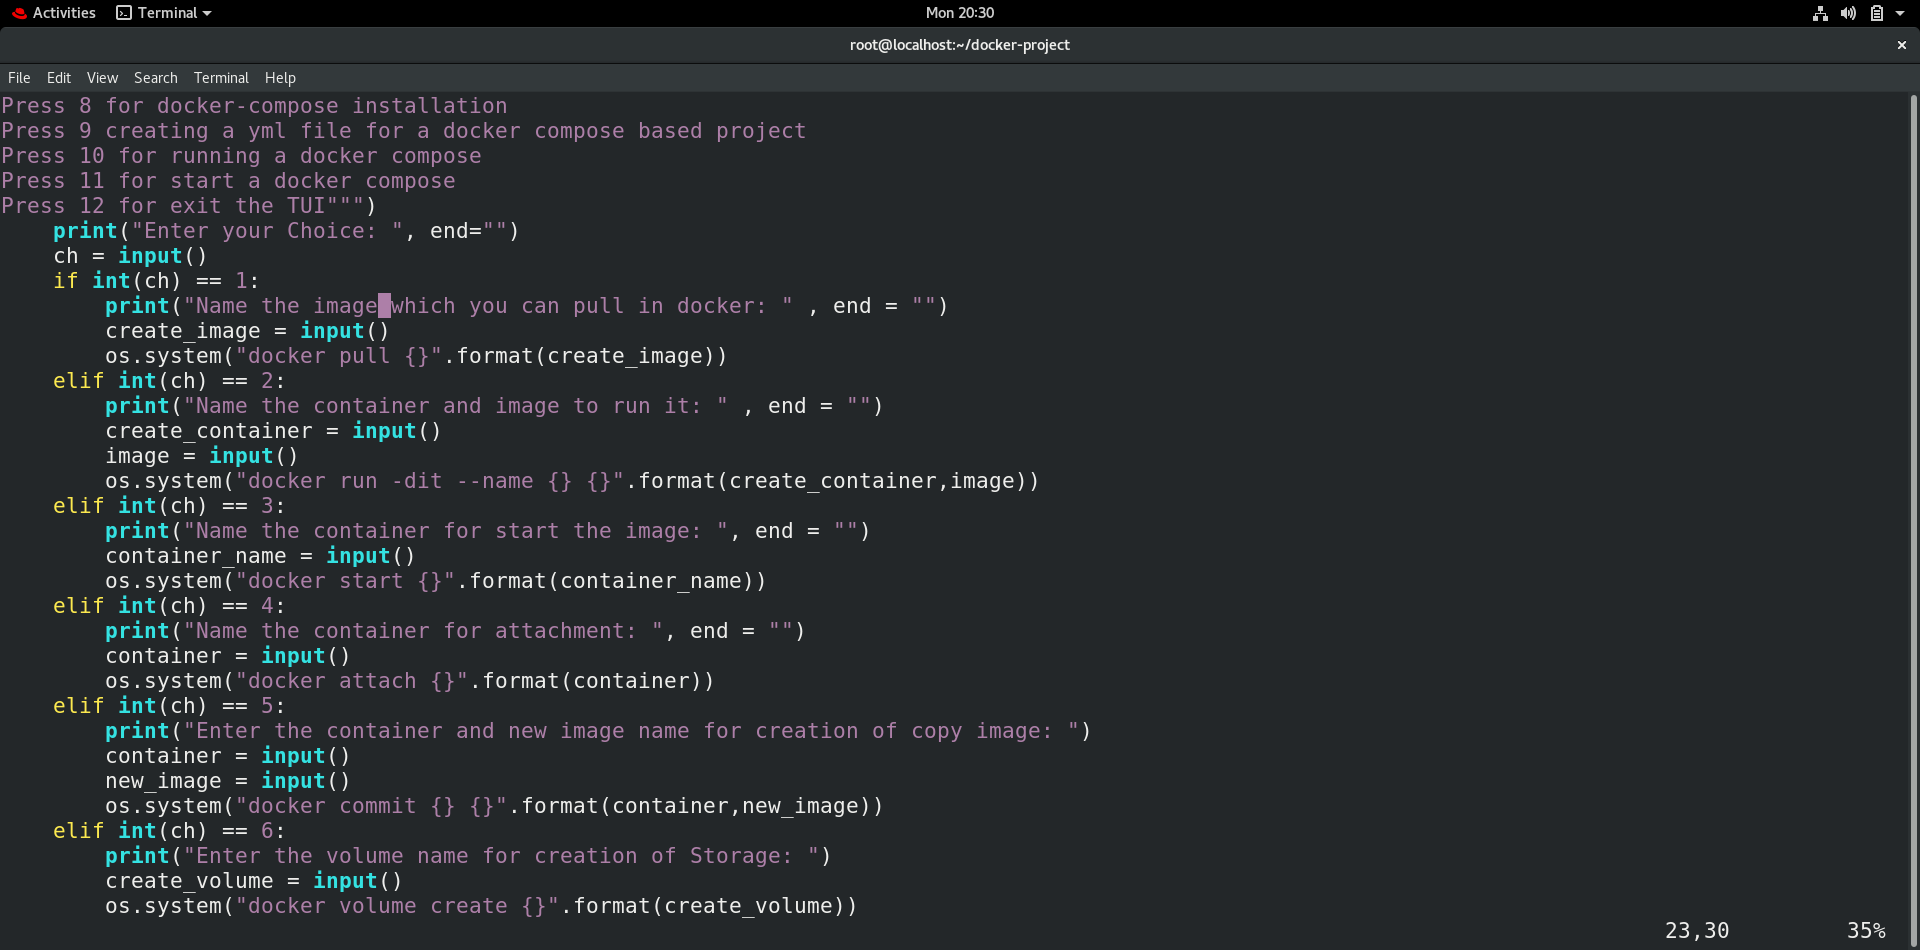 Activities Terminal Mon 20:30
root@localhost:~/docker-project ×
File Edit View Search Terminal Help
Press 8 for docker-compose installation
Press 9 creating a yml file for a docker compose based project
Press 10 for running a docker compose
Press 11 for start a docker compose
Press 12 for exit the TUI""")
    print("Enter your Choice: ", end="")
    ch = input()
    if int(ch) == 1:
        print("Name the image which you can pull in docker: " , end = "")
        create_image = input()
        os.system("docker pull {}".format(create_image))
    elif int(ch) == 2:
        print("Name the container and image to run it: " , end = "")
        create_container = input()
        image = input()
        os.system("docker run -dit --name {} {}".format(create_container,image))
    elif int(ch) == 3:
        print("Name the container for start the image: ", end = "")
        container_name = input()
        os.system("docker start {}".format(container_name))
    elif int(ch) == 4:
        print("Name the container for attachment: ", end = "")
        container = input()
        os.system("docker attach {}".format(container))
    elif int(ch) == 5:
        print("Enter the container and new image name for creation of copy image: ")
        container = input()
        new_image = input()
        os.system("docker commit {} {}".format(container,new_image))
    elif int(ch) == 6:
        print("Enter the volume name for creation of Storage: ")
        create_volume = input()
        os.system("docker volume create {}".format(create_volume))
23,30 35%